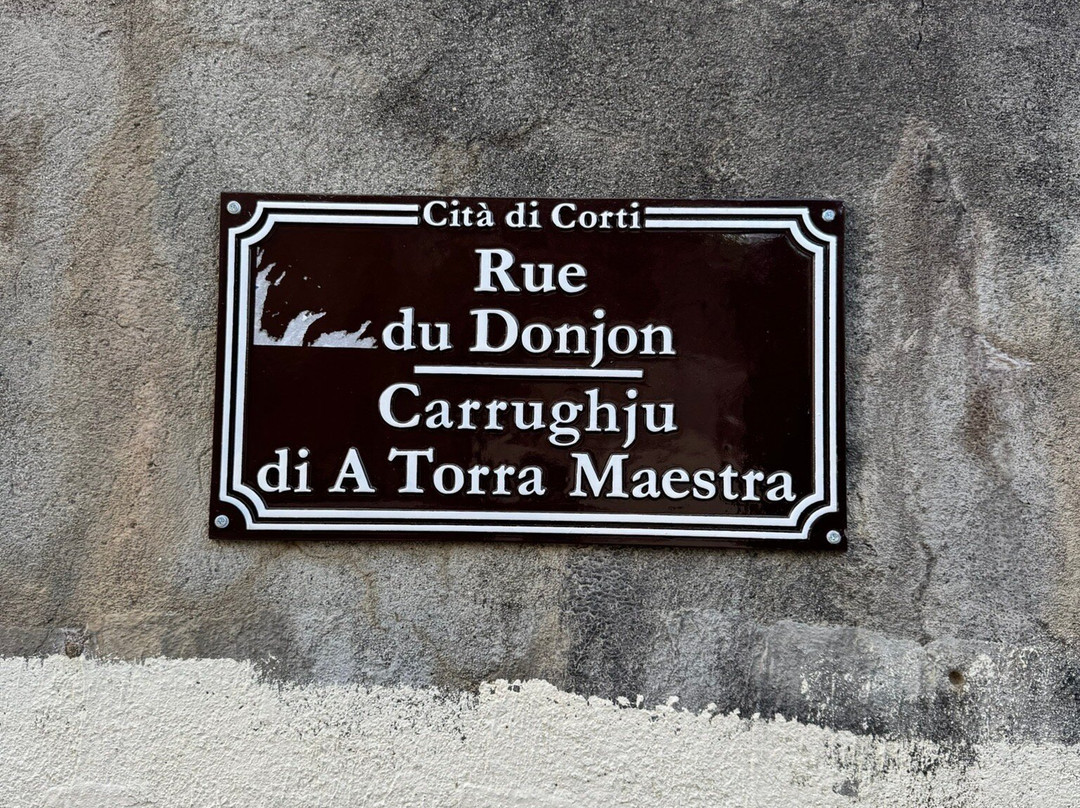 Cità di Corti
Rue
du Donjon
Carrughju
di A Torra Maestra